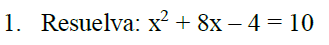 1. Resuelva: x² + 8x – 4 = 10